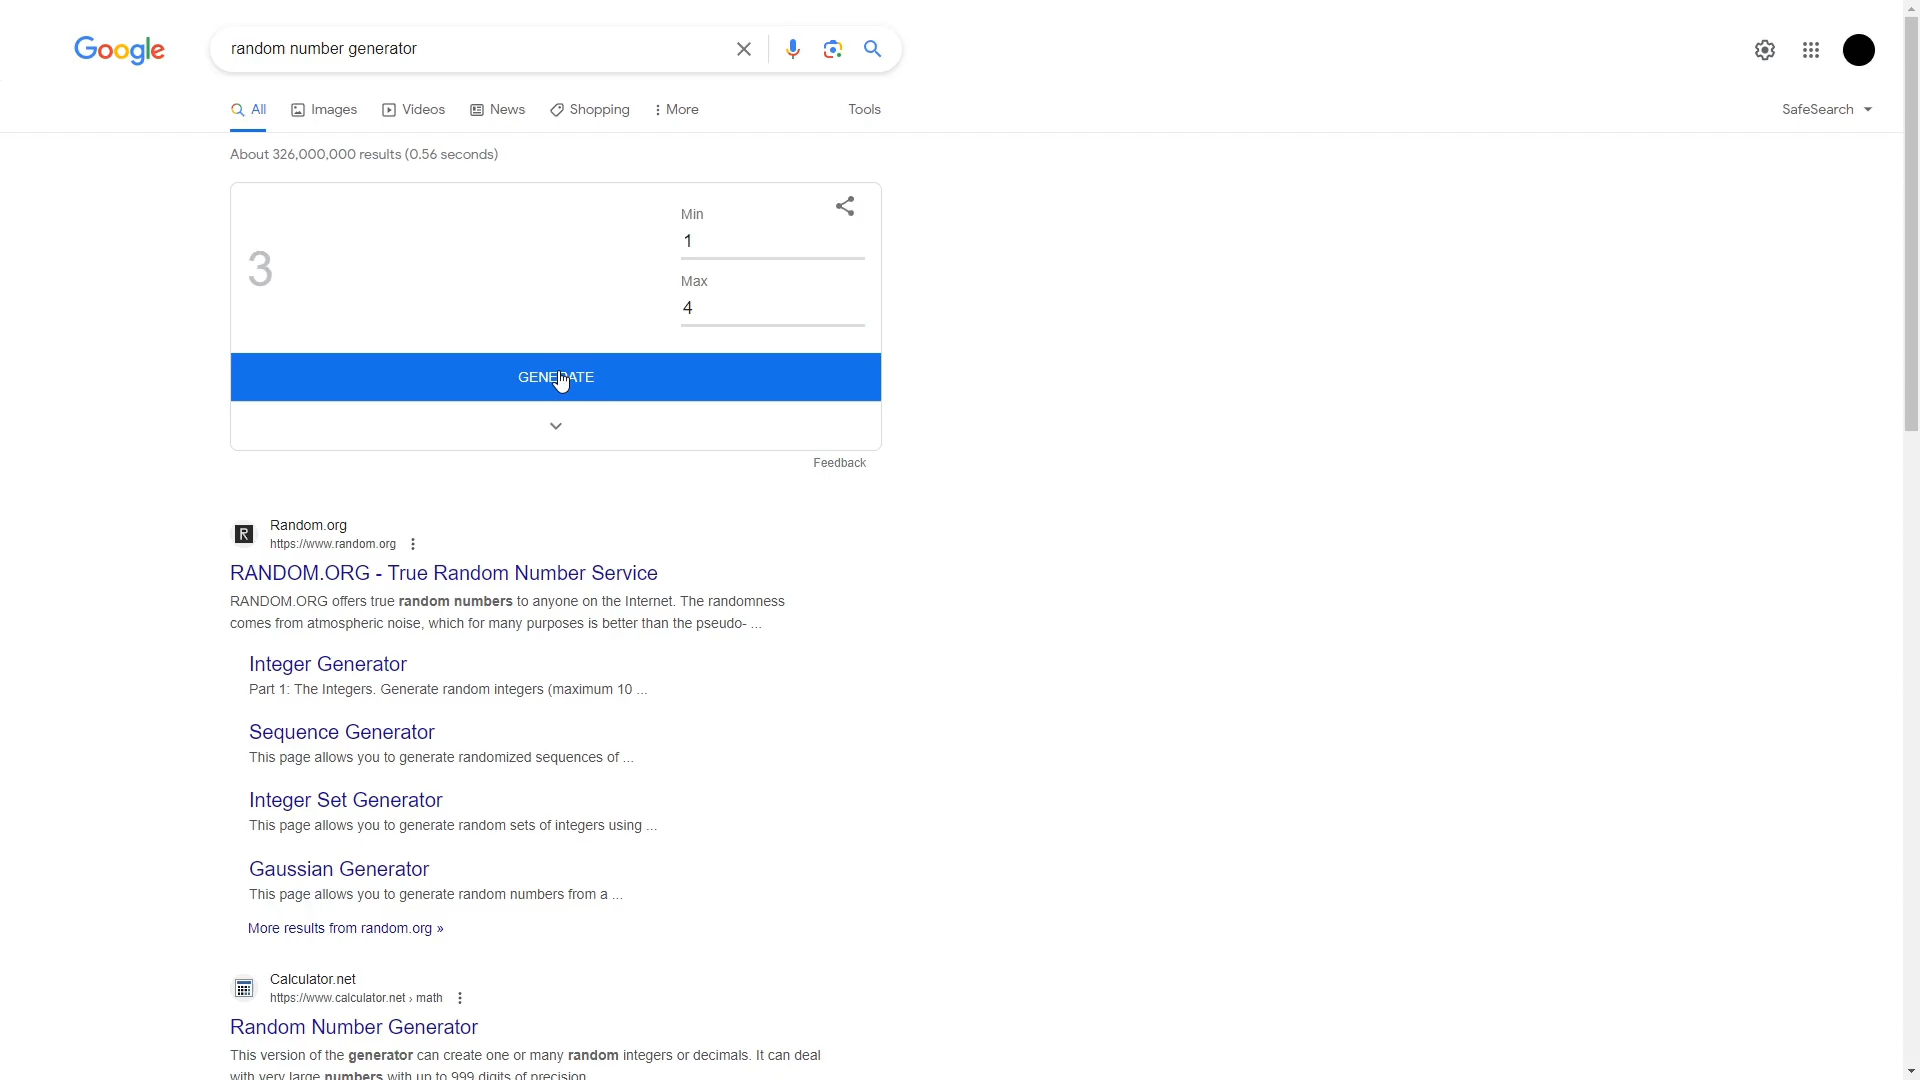 Google
random number generator
All
Images
Videos
News
Shopping
More
Tools
SafeSearch
About 326,000,000 results (0.56 seconds)
Min
1
3
Max
4
GENERATE
Feedback
R
Random.org
https://www.random.org
RANDOM.ORG - True Random Number Service
RANDOM.ORG offers true random numbers to anyone on the Internet. The randomness
comes from atmospheric noise, which for many purposes is better than the pseudo- ...
Integer Generator
Part 1: The Integers. Generate random integers (maximum 10 ...
Sequence Generator
This page allows you to generate randomized sequences of ...
Integer Set Generator
This page allows you to generate random sets of integers using ...
Gaussian Generator
This page allows you to generate random numbers from a ...
More results from random.org »
Calculator.net
https://www.calculator.net › math
Random Number Generator
This version of the generator can create one or many random integers or decimals. It can deal
with very large numbers with up to 999 digits of precision.